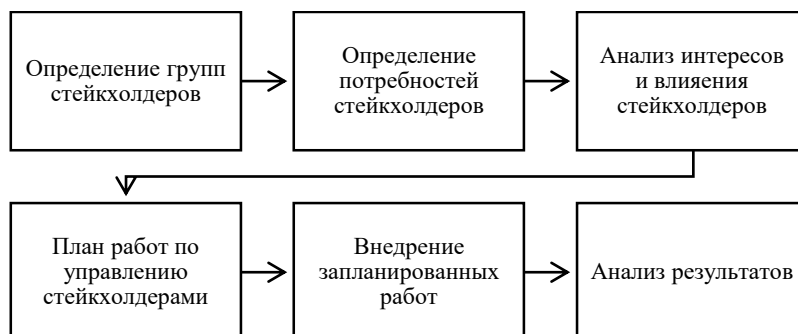 Определение групп
стейкхолдеров
Определение
потребностей
стейкхолдеров
Анализ интересов
и влияения
стейкхолдеров
План работ по
управлению
стейкхолдерами
Внедрение
запланированных
работ
Анализ результатов